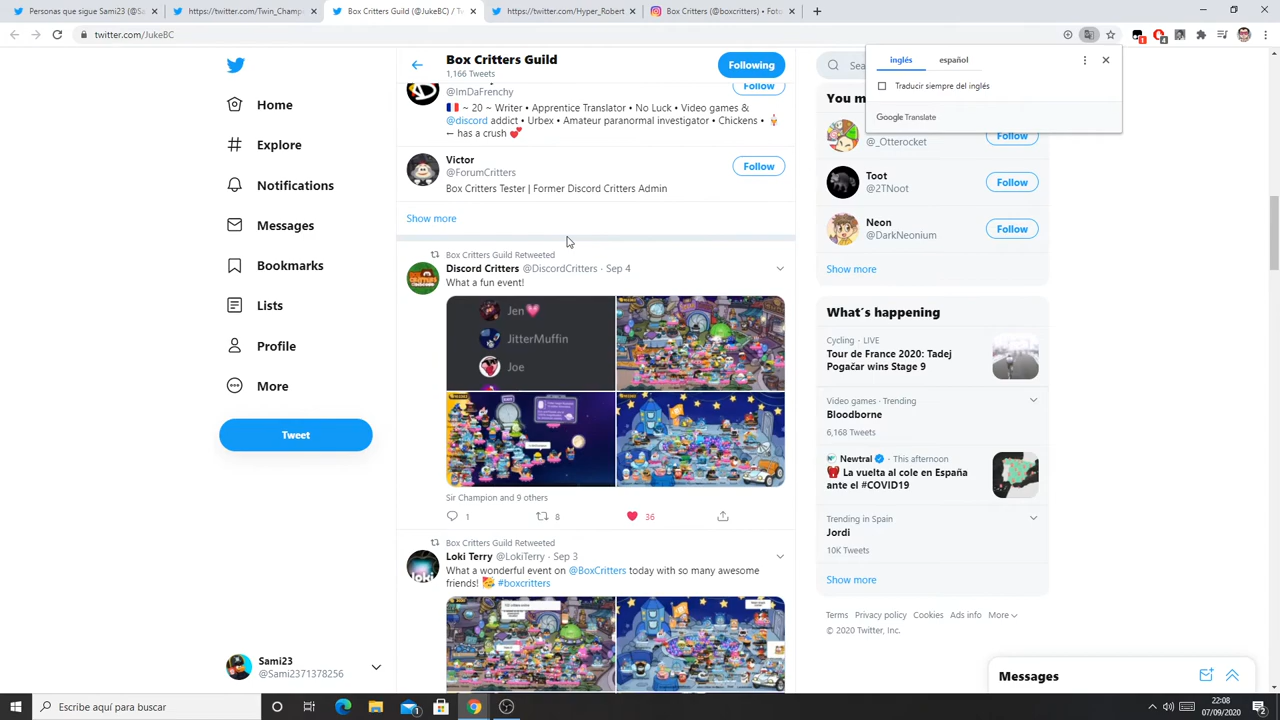 Personas que sigue Sami23 (@Sa
https://twitter.com/Twin_Champ
Box Critters Guild (@JukeBC) / Tw
https://twitter.com/Hyper_Robert
Box Critters (@boxcritters) • Foto
twitter.com/JukeBC
1
4
Home
Explore
Notifications
Messages
Bookmarks
Lists
Profile
More
Tweet
Sami23
@Sami2371378256
Box Critters Guild
1,166 Tweets
Following
@ImDaFrenchy
Follow
🇫🇷 ~ 20 ~ Writer • Apprentice Translator • No Luck • Video games &
@discord addict • Urbex • Amateur paranormal investigator • Chickens •
← has a crush 💕
Victor
@ForumCritters
Follow
Box Critters Tester | Former Discord Critters Admin
Show more
Box Critters Guild Retweeted
Discord Critters @DiscordCritters · Sep 4
What a fun event!
Jen💗
JitterMuffin
Joe
Sir Champion and 9 others
1
8
36
Box Critters Guild Retweeted
Loki Terry @LokiTerry · Sep 3
What a wonderful event on @BoxCritters today with so many awesome
friends! 🥳 #boxcritters
loki
inglés
español
Traducir siempre del inglés
Google Translate
Sea
You m
@_Otterocket
Follow
Toot
@2TNoot
Follow
Neon
@DarkNeonium
Follow
Show more
What's happening
Cycling · LIVE
Tour de France 2020: Tadej
Pogačar wins Stage 9
Video games · Trending
Bloodborne
6,168 Tweets
Newtral · This afternoon
🎒 La vuelta al cole en España
ante el #COVID19
Trending in Spain
Jordi
10K Tweets
Show more
Terms Privacy policy Cookies Ads info More
© 2020 Twitter, Inc.
Messages
Escribe aquí para buscar
1
22:08
07/09/2020
2